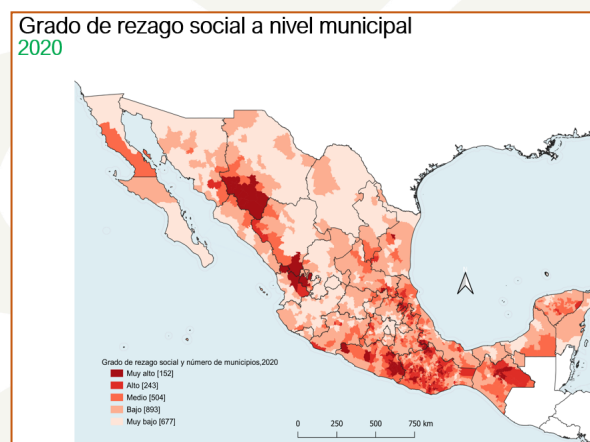 Grado de rezago social a nivel municipal
2020
Grado de rezago social y número de municipios,2020
Muy alto [152]
Alto [243]
Medio [504]
Bajo [893]
Muy bajo [677]
0 250 500 750 km